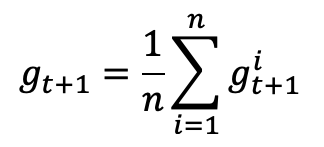 g_{t+1} = \frac{1}{n} \sum_{i=1}^{n} g_{t+1}^{i}